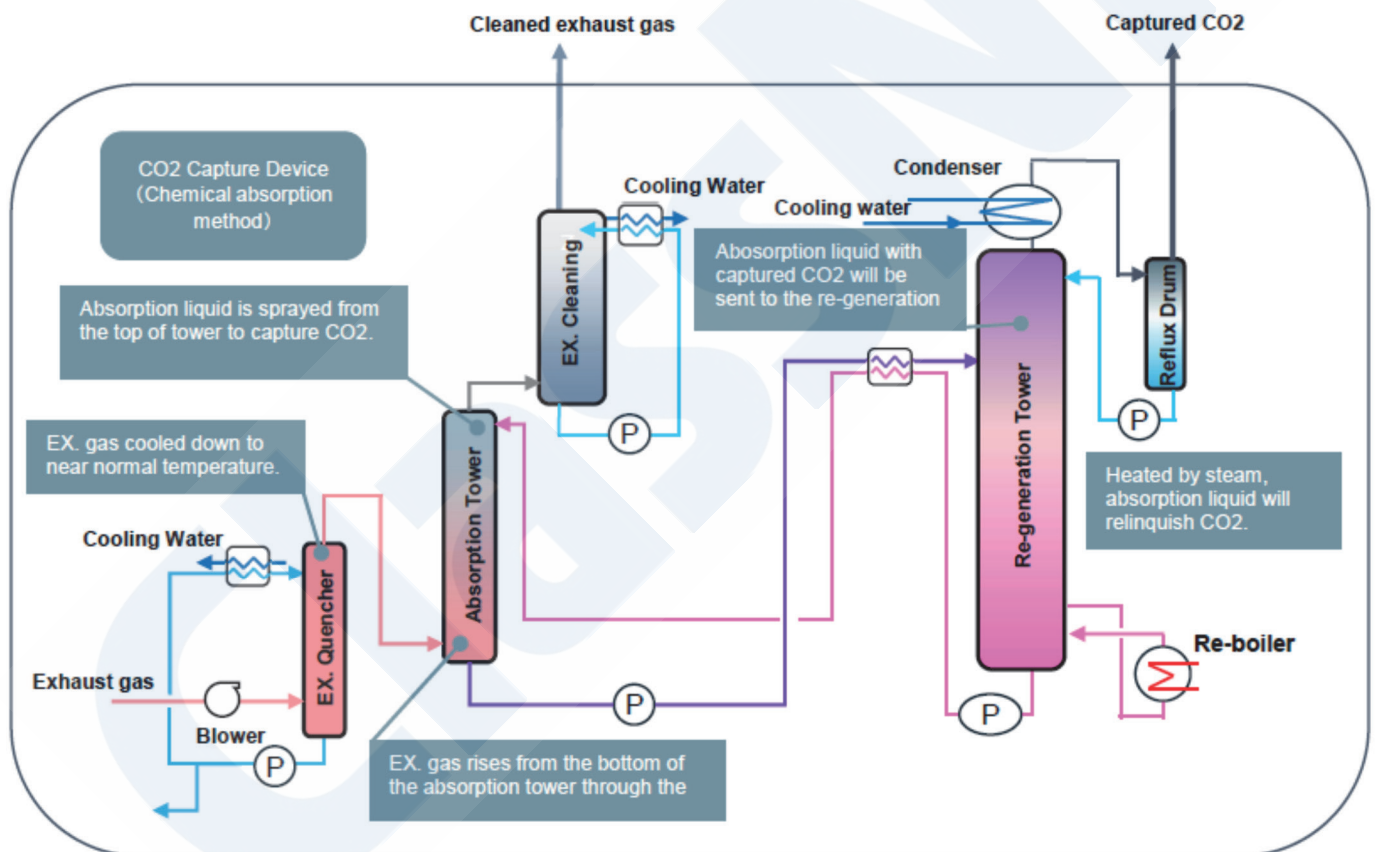 Cleaned exhaust gas
Captured CO2
CO2 Capture Device
(Chemical absorption
method)
Condenser
Cooling Water
Cooling water
Abosorption liquid with
captured CO2 will be
sent to the re-generation
Absorption liquid is sprayed from
the top of tower to capture CO2.
EX. Cleaning
Reflux Drum
P
P
EX. gas cooled down to
near normal temperature.
Absorption Tower
Re-generation Tower
Heated by steam,
absorption liquid will
relinquish CO2.
Cooling Water
EX. Quencher
Re-boiler
Exhaust gas
Blower
P
P
P
EX. gas rises from the bottom of
the absorption tower through the